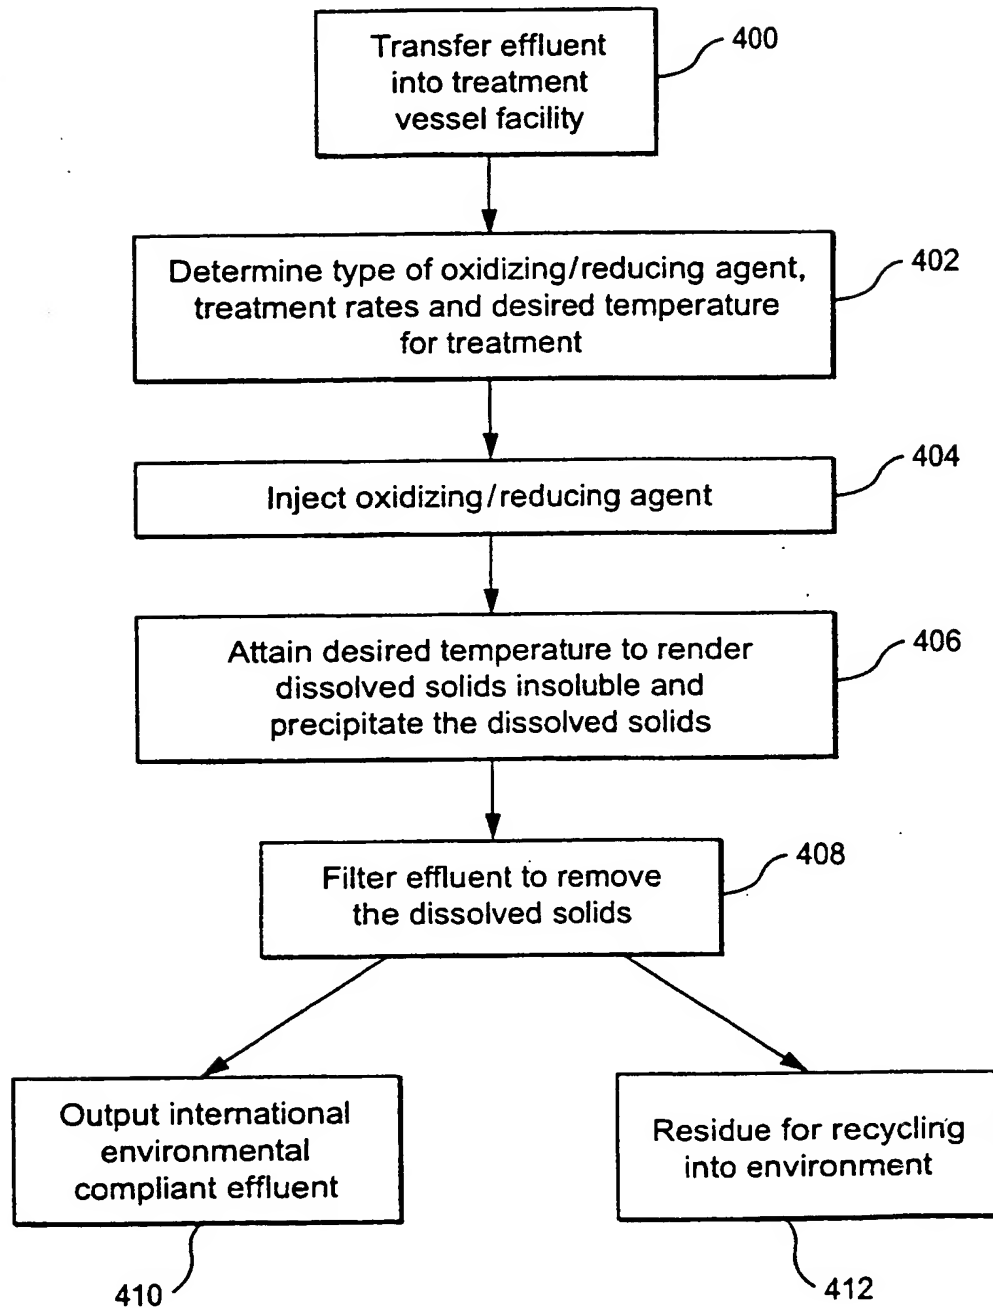 Transfer effluent
into treatment
vessel facility
400
Determine type of oxidizing/reducing agent,
treatment rates and desired temperature
for treatment
402
Inject oxidizing/reducing agent
404
Attain desired temperature to render
dissolved solids insoluble and
precipitate the dissolved solids
406
Filter effluent to remove
the dissolved solids
408
Output international
environmental
compliant effluent
410
Residue for recycling
into environment
412